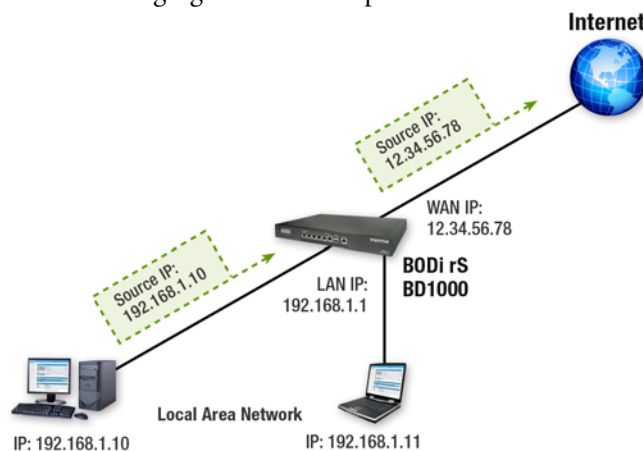 Internet
Source IP:
12.34.56.78
WAN IP:
12.34.56.78
BODi rS
BD1000
Source IP:
192.168.1.10
LAN IP:
192.168.1.1
Local Area Network
IP: 192.168.1.10
IP: 192.168.1.11